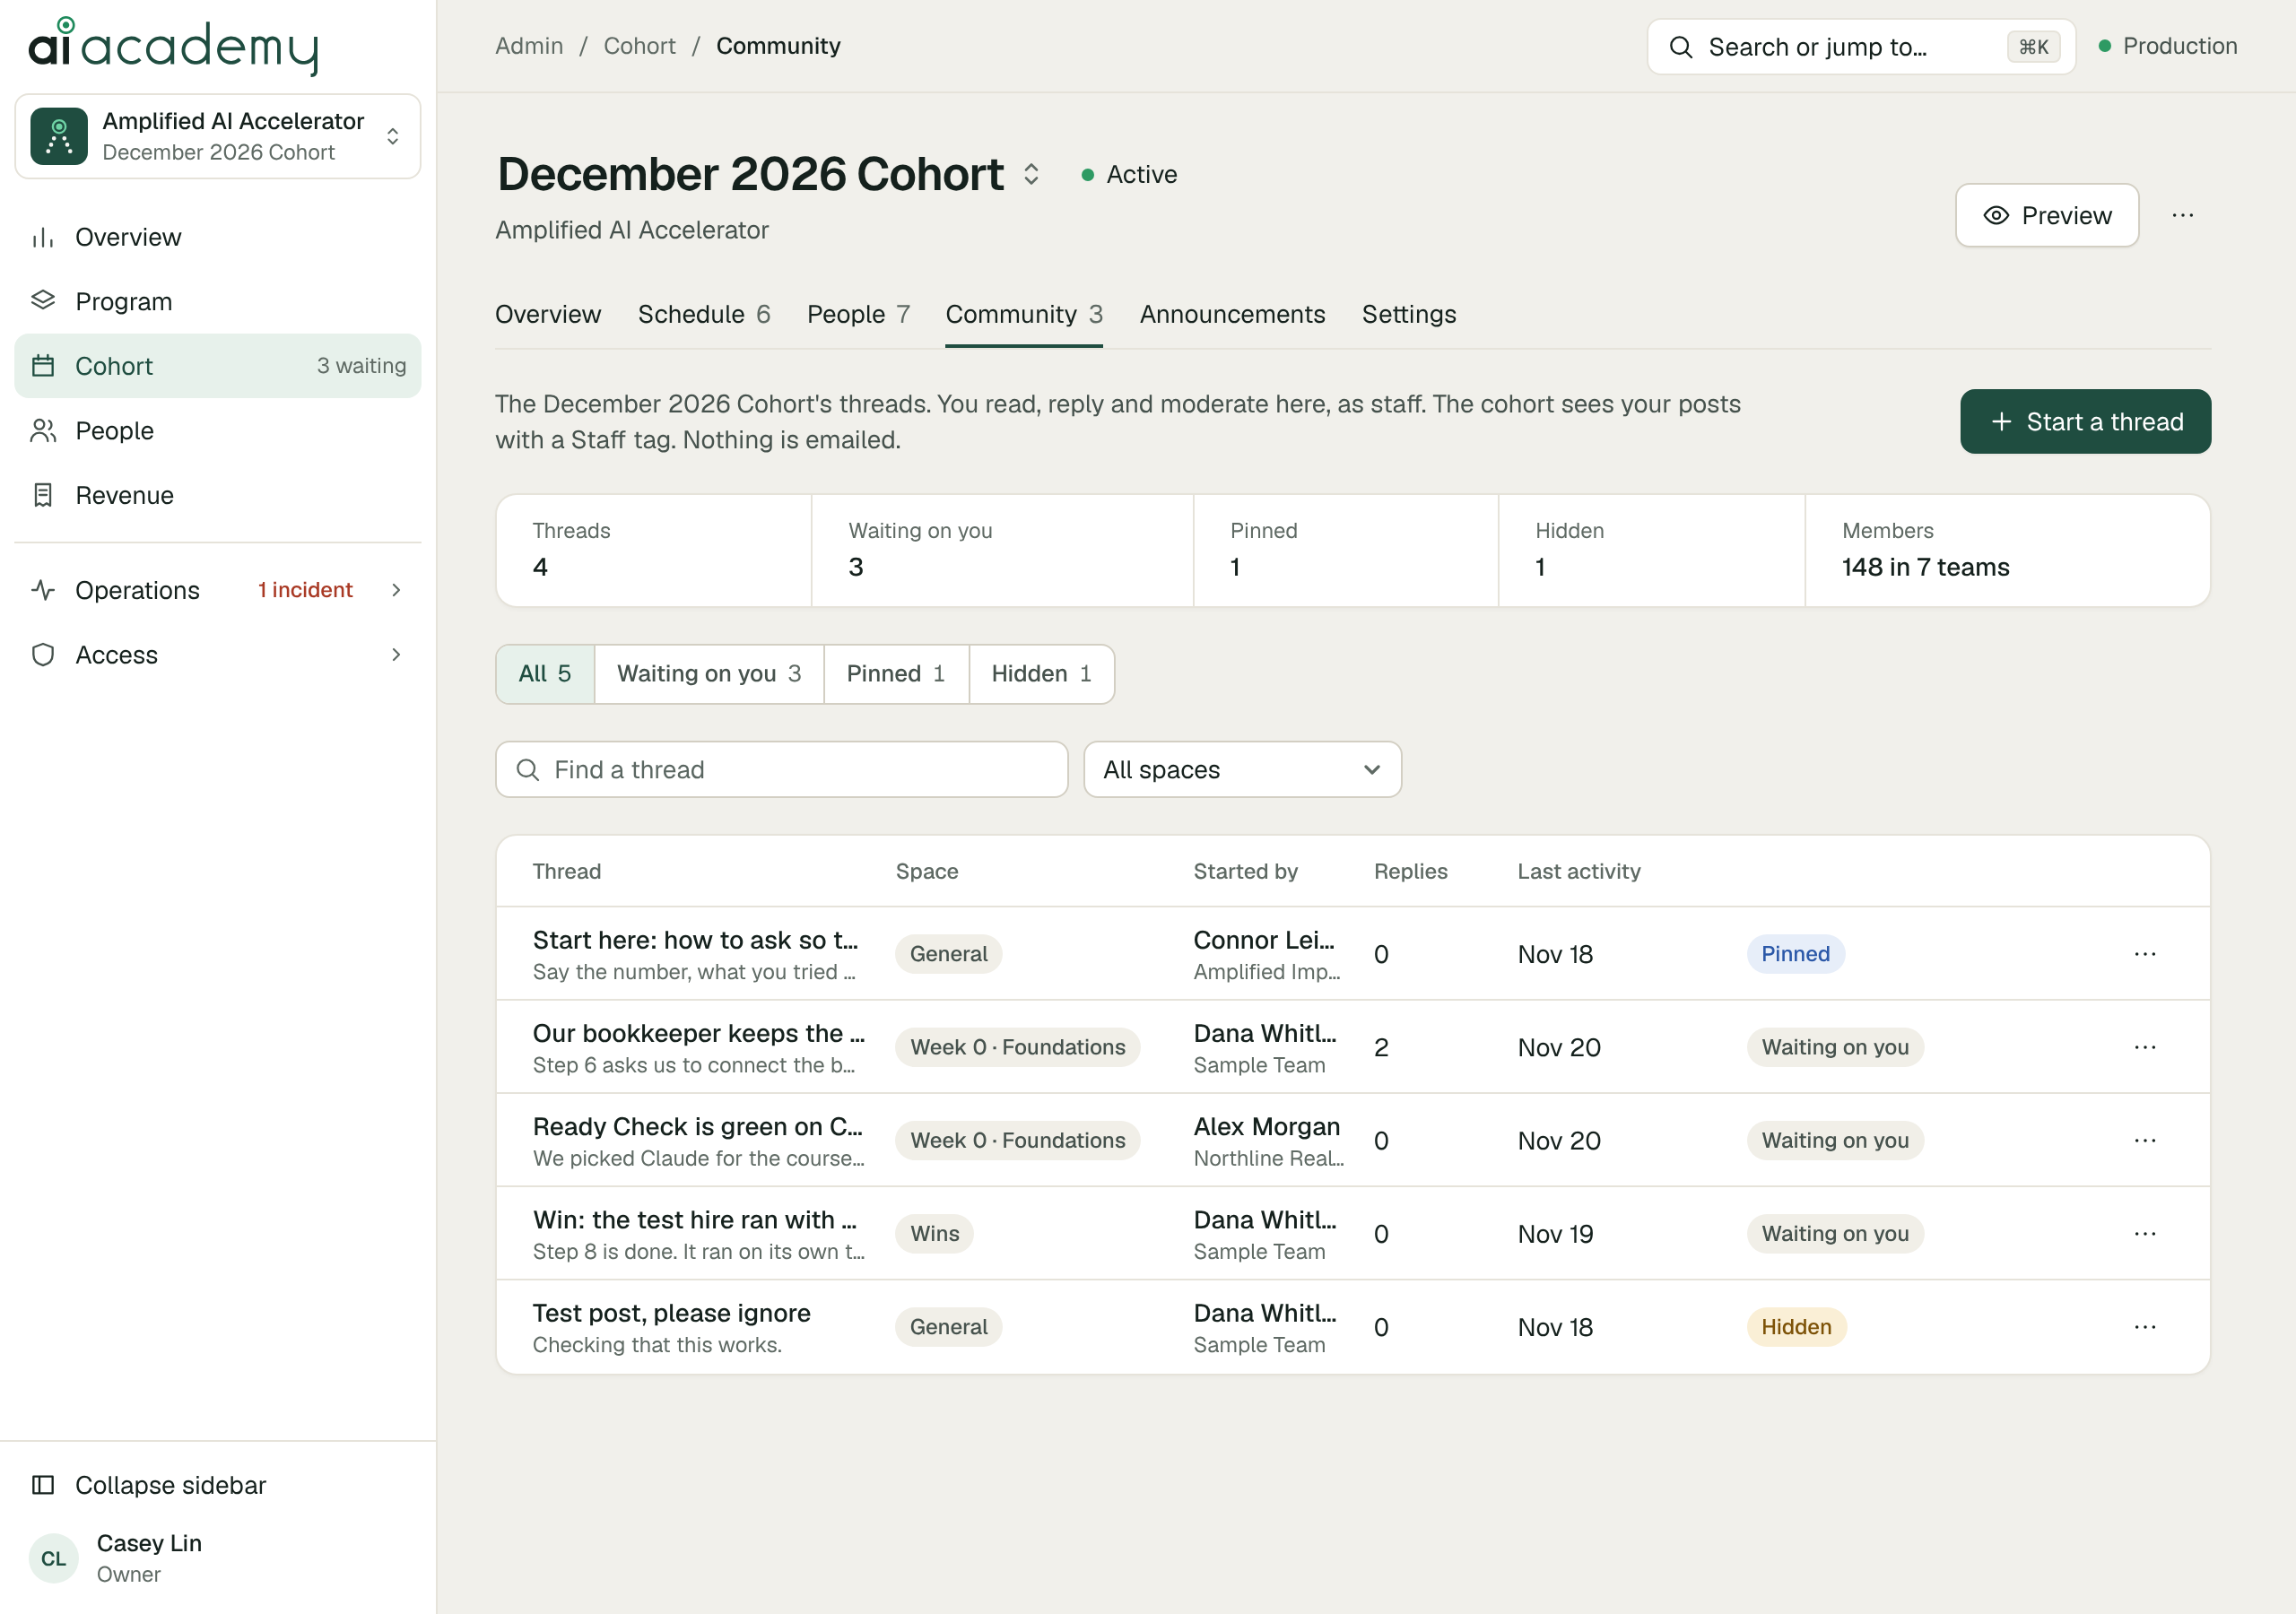 ai academy
Amplified AI Accelerator
December 2026 Cohort
Overview
Program
Cohort 3 waiting
People
Revenue
Operations 1 incident
Access
Collapse sidebar
CL
Casey Lin
Owner
Admin / Cohort / Community
Search or jump to... ⌘K
Production
December 2026 Cohort
Active
Amplified AI Accelerator
Preview
Overview Schedule 6 People 7 Community 3 Announcements Settings
The December 2026 Cohort's threads. You read, reply and moderate here, as staff. The cohort sees your posts
with a Staff tag. Nothing is emailed.
+ Start a thread
Threads Waiting on you Pinned Hidden Members
4 3 1 1 148 in 7 teams
All 5 Waiting on you 3 Pinned 1 Hidden 1
Find a thread
All spaces
Thread Space Started by Replies Last activity
Start here: how to ask so t... General Connor Lei... 0 Nov 18 Pinned
Say the number, what you tried ... Amplified Imp...
Our bookkeeper keeps the ... Week 0 · Foundations Dana Whitl... 2 Nov 20 Waiting on you
Step 6 asks us to connect the b... Sample Team
Ready Check is green on C... Week 0 · Foundations Alex Morgan 0 Nov 20 Waiting on you
We picked Claude for the course... Northline Real...
Win: the test hire ran with ... Wins Dana Whitl... 0 Nov 19 Waiting on you
Step 8 is done. It ran on its own t... Sample Team
Test post, please ignore General Dana Whitl... 0 Nov 18 Hidden
Checking that this works. Sample Team